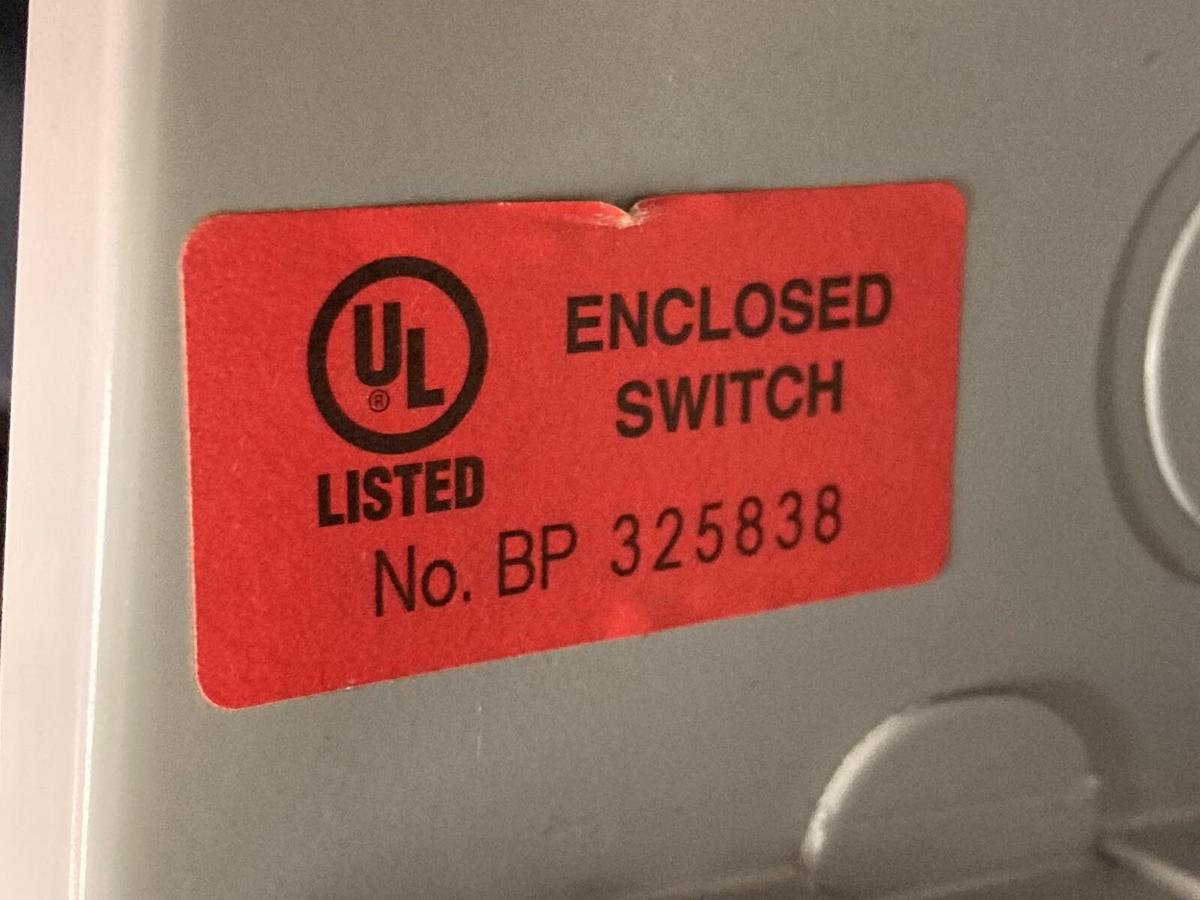 UL
®
LISTED
ENCLOSED
SWITCH
No. BP 325838